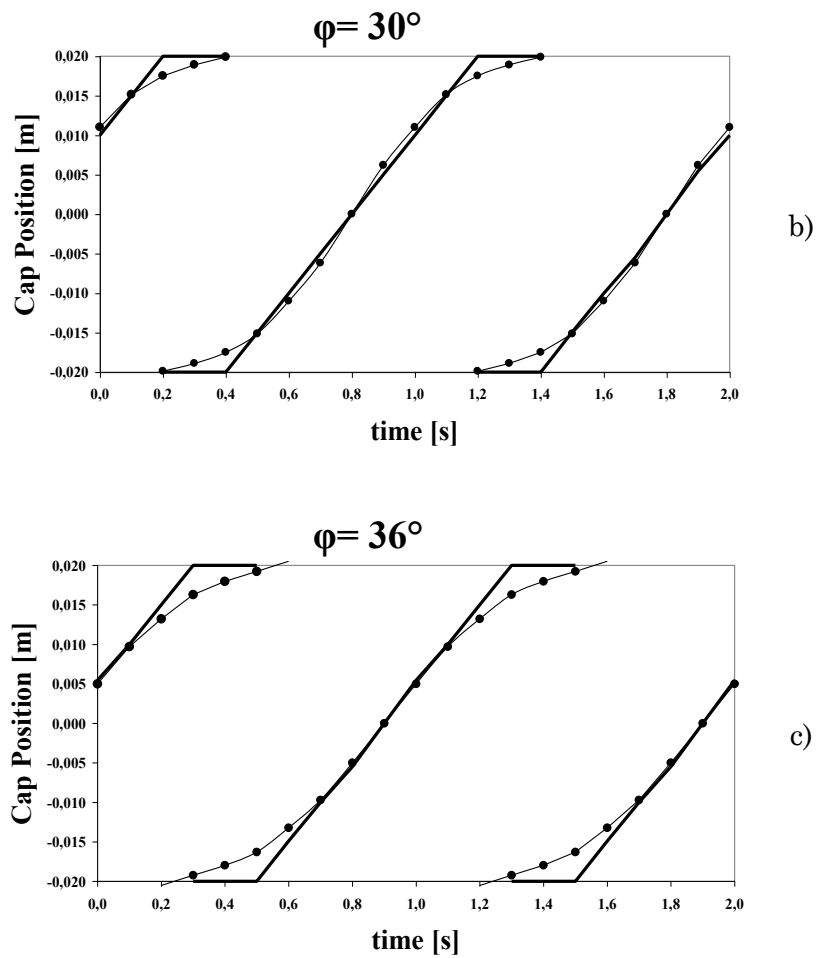 φ= 30°
0,020
0,015
0,010
0,005
0,000
-0,005
-0,010
-0,015
-0,020
Cap Position [m]
0,0 0,2 0,4 0,6 0,8 1,0 1,2 1,4 1,6 1,8 2,0
time [s]
b)
φ= 36°
0,020
0,015
0,010
0,005
0,000
-0,005
-0,010
-0,015
-0,020
Cap Position [m]
0,0 0,2 0,4 0,6 0,8 1,0 1,2 1,4 1,6 1,8 2,0
time [s]
c)